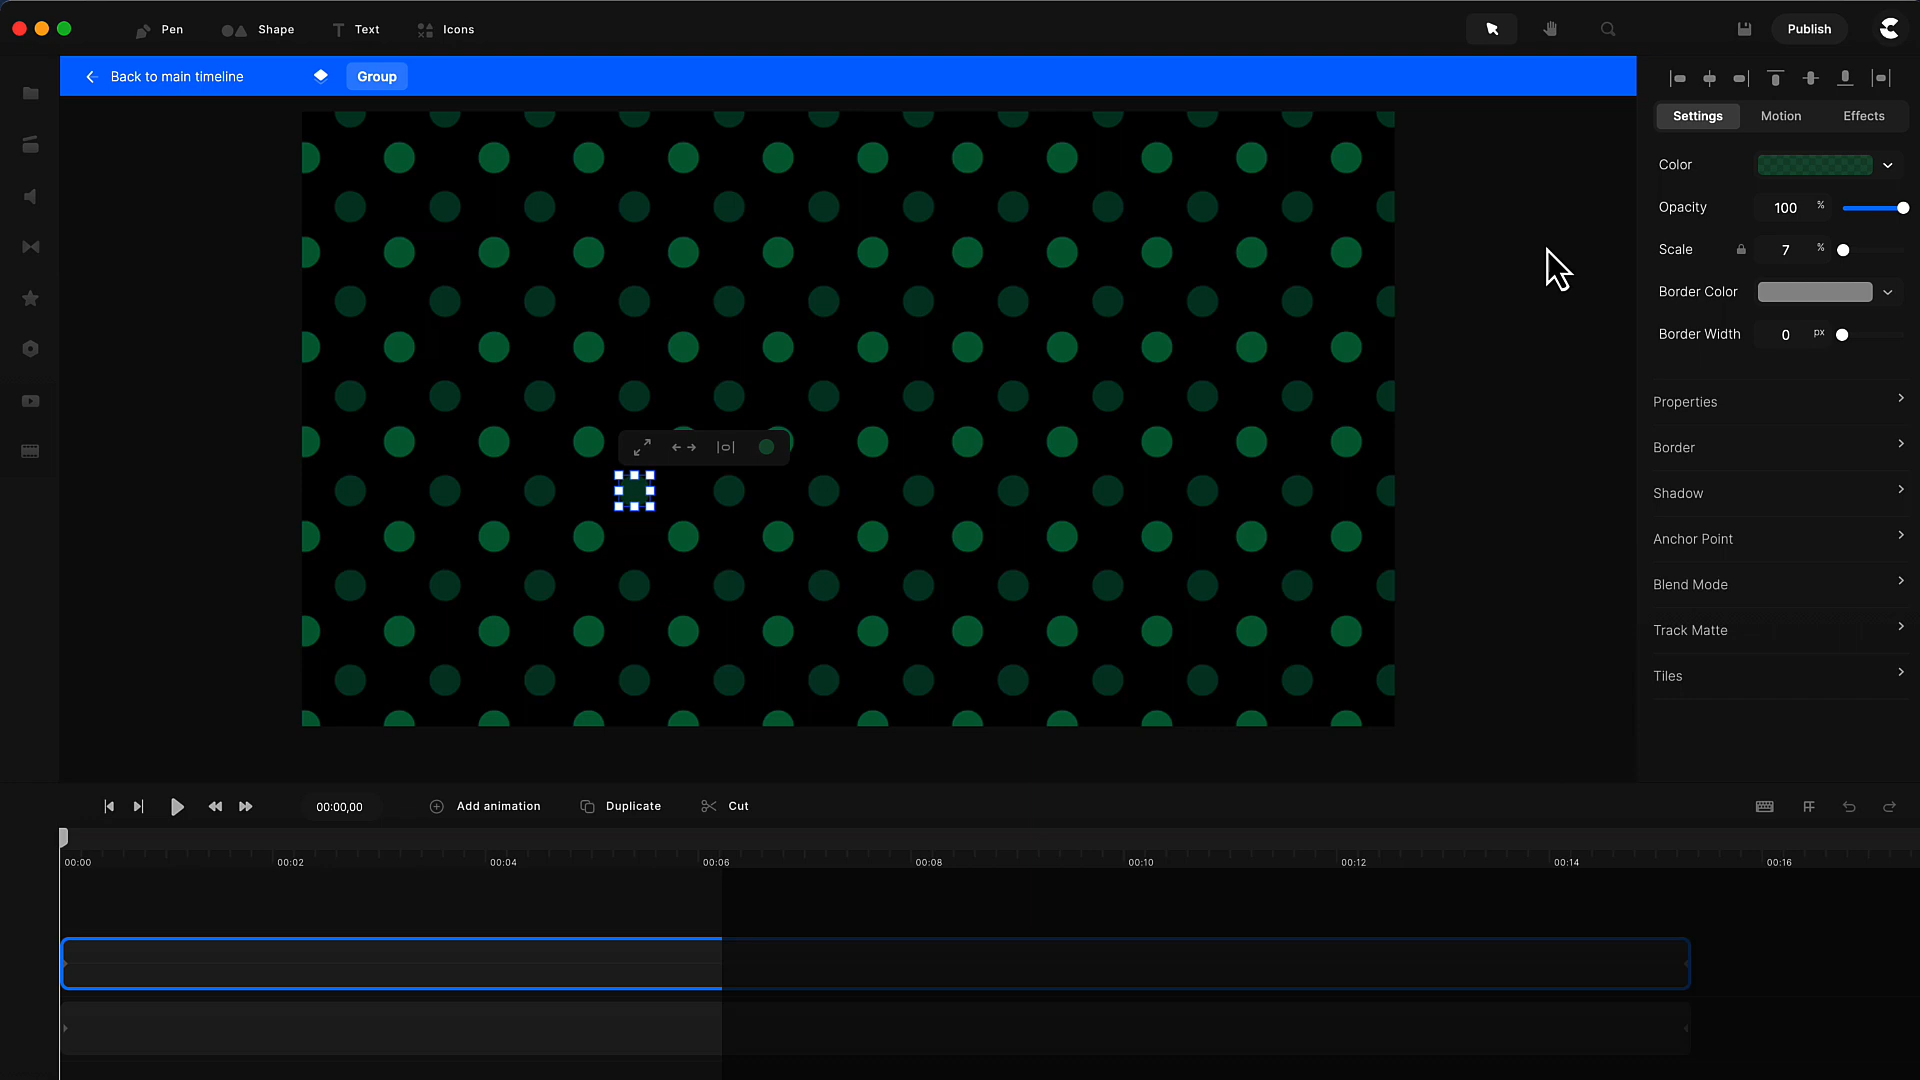 Pen
Shape
Text
Icons
Publish
Back to main timeline
Group
Settings
Motion
Effects
Color
Opacity
100 %
Scale
7 %
Border Color
Border Width
0 px
Properties
Border
Shadow
Anchor Point
Blend Mode
Track Matte
Tiles
00:00,00
Add animation
Duplicate
Cut
00:00
00:02
00:04
00:06
00:08
00:10
00:12
00:14
00:16